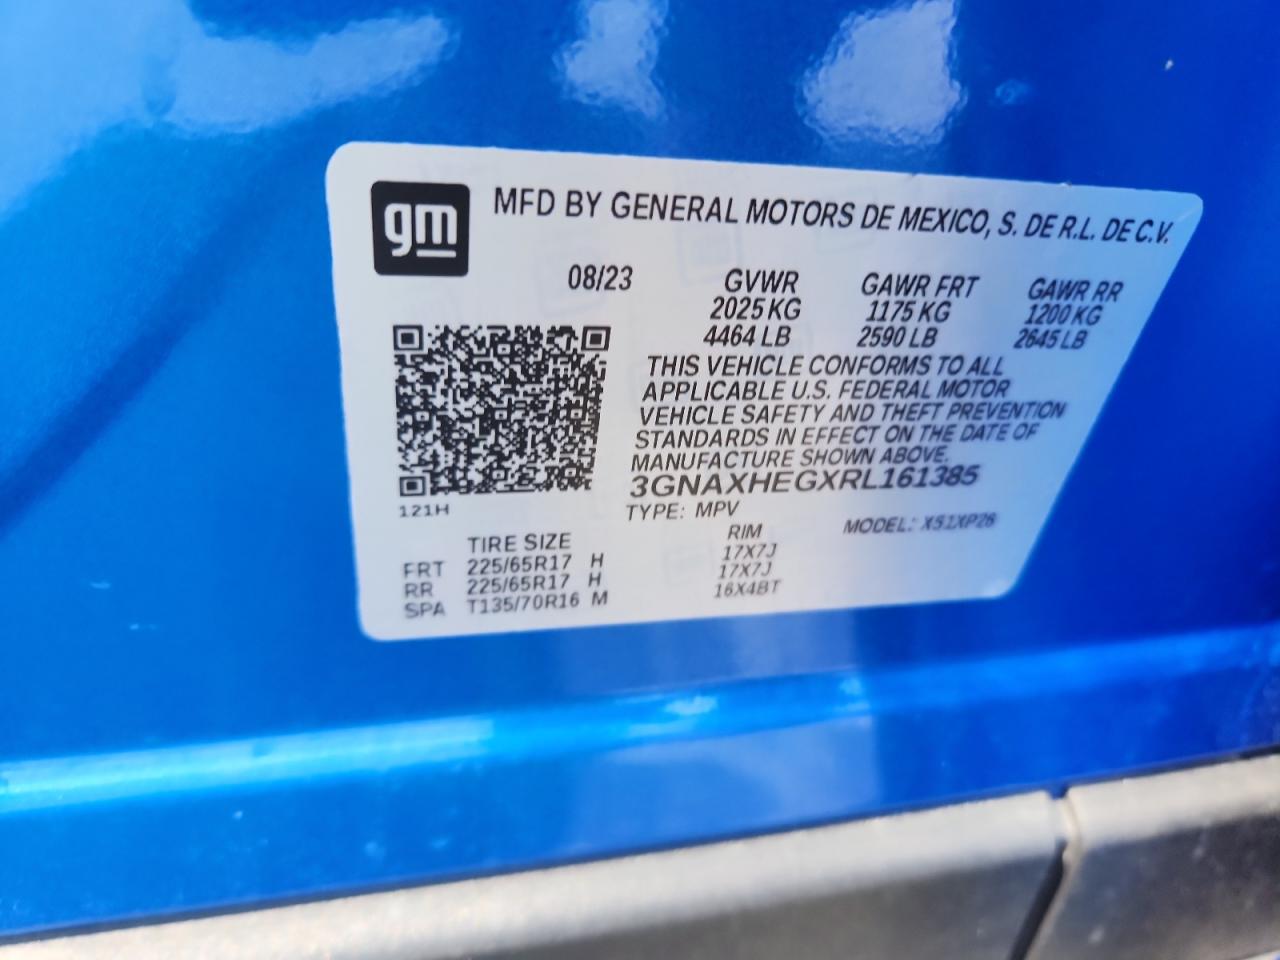 gm
MFD BY GENERAL MOTORS DE MEXICO, S. DE R.L. DE C.V.
08/23 GVWR GAWR FRT GAWR RR
2025 KG 1175 KG 1200 KG
4464 LB 2590 LB 2645 LB
THIS VEHICLE CONFORMS TO ALL
APPLICABLE U.S. FEDERAL MOTOR
VEHICLE SAFETY AND THEFT PREVENTION
STANDARDS IN EFFECT ON THE DATE OF
MANUFACTURE SHOWN ABOVE.
3GNAXHEGXRL161385
121H
TYPE: MPV MODEL: X51XP26
TIRE SIZE RIM
FRT 225/65R17 H 17X7J
RR 225/65R17 H 17X7J
SPA T135/70R16 M 16X4BT